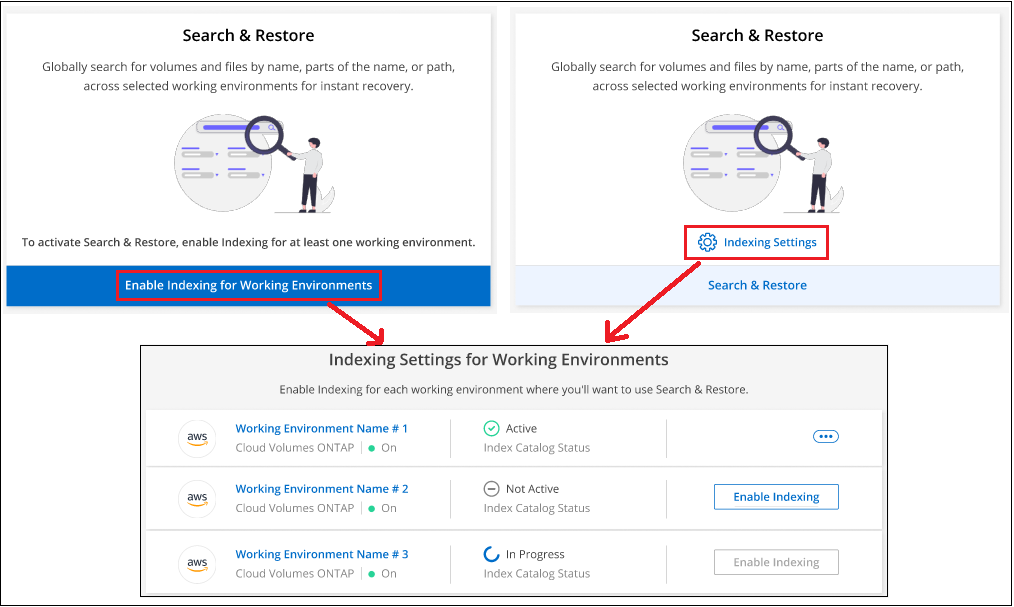 Search & Restore
Globally search for volumes and files by name, parts of the name, or path,
across selected working environments for instant recovery.
To activate Search & Restore, enable Indexing for at least one working environment.
Enable Indexing for Working Environments
Search & Restore
Globally search for volumes and files by name, parts of the name, or path,
across selected working environments for instant recovery.
Indexing Settings
Search & Restore
Indexing Settings for Working Environments
Enable Indexing for each working environment where you'll want to use Search & Restore.
aws
Working Environment Name # 1
Cloud Volumes ONTAP On
Active
Index Catalog Status
aws
Working Environment Name # 2
Cloud Volumes ONTAP On
Not Active
Index Catalog Status
Enable Indexing
aws
Working Environment Name # 3
Cloud Volumes ONTAP On
In Progress
Index Catalog Status
Enable Indexing